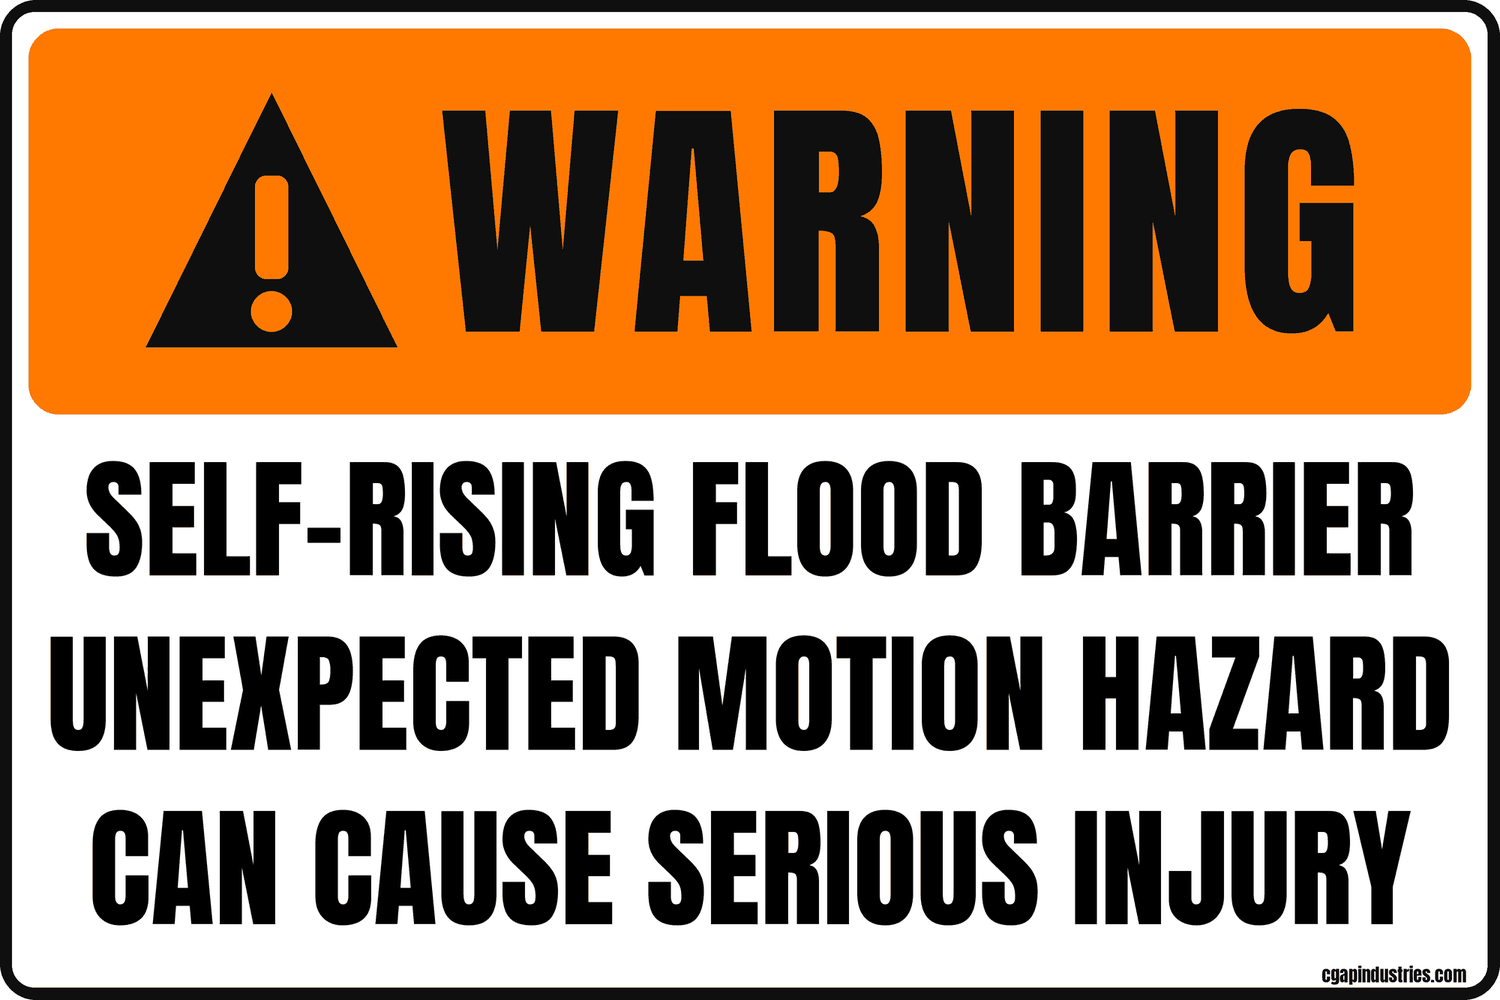 WARNING
SELF-RISING FLOOD BARRIER
UNEXPECTED MOTION HAZARD
CAN CAUSE SERIOUS INJURY
cgapindustries.com